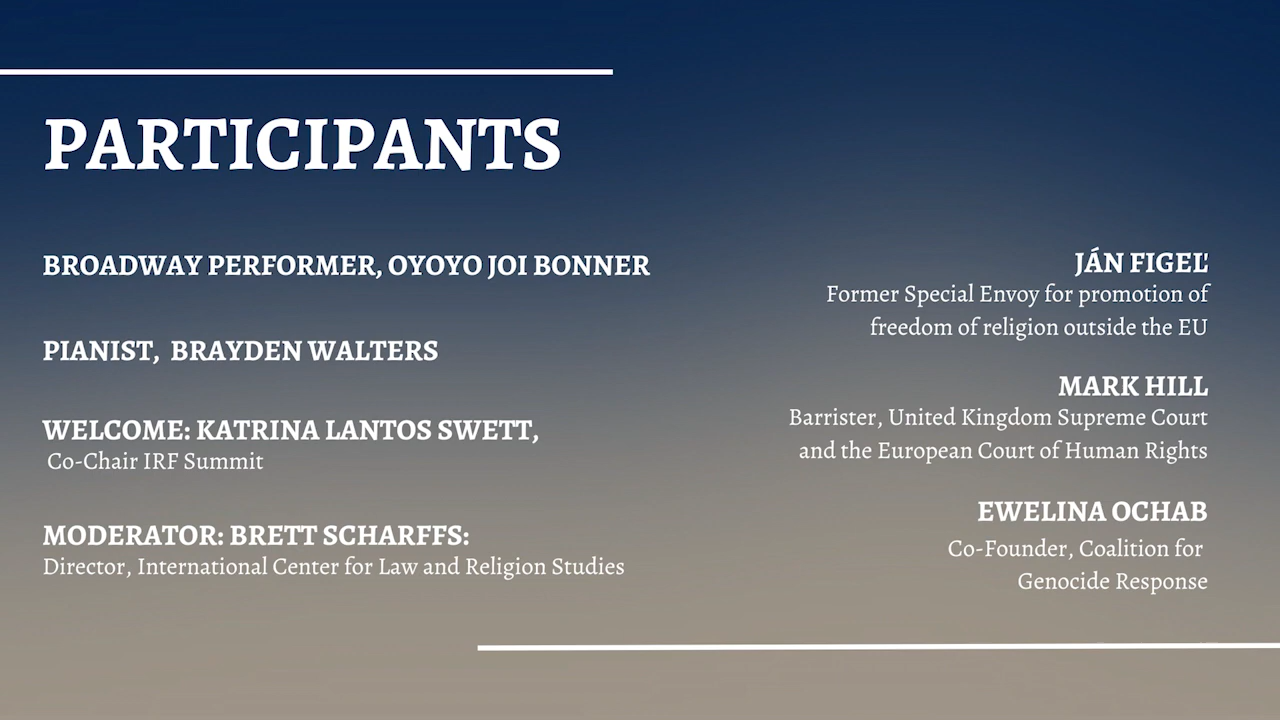 PARTICIPANTS
BROADWAY PERFORMER, OYOYO JOI BONNER
PIANIST, BRAYDEN WALTERS
WELCOME: KATRINA LANTOS SWETT,
Co-Chair IRF Summit
MODERATOR: BRETT SCHARFFS:
Director, International Center for Law and Religion Studies
JÁN FIGEĽ
Former Special Envoy for promotion of
freedom of religion outside the EU
MARK HILL
Barrister, United Kingdom Supreme Court
and the European Court of Human Rights
EWELINA OCHAB
Co-Founder, Coalition for
Genocide Response